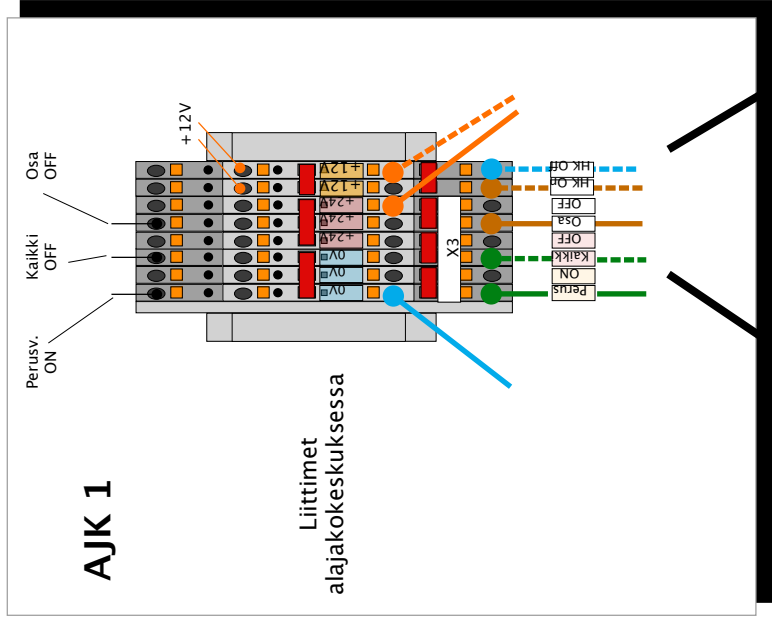 AJK 1
Liittimet
alajakokeskuksessa
Osa
OFF
Kaikki
OFF
Perusv.
ON
+12V
+12V
+12V
+24V
+24V
+24V
0V
0V
0V
X3
HK Off
HK On
OFF
Osa
OFF
Kaikki
ON
Perus